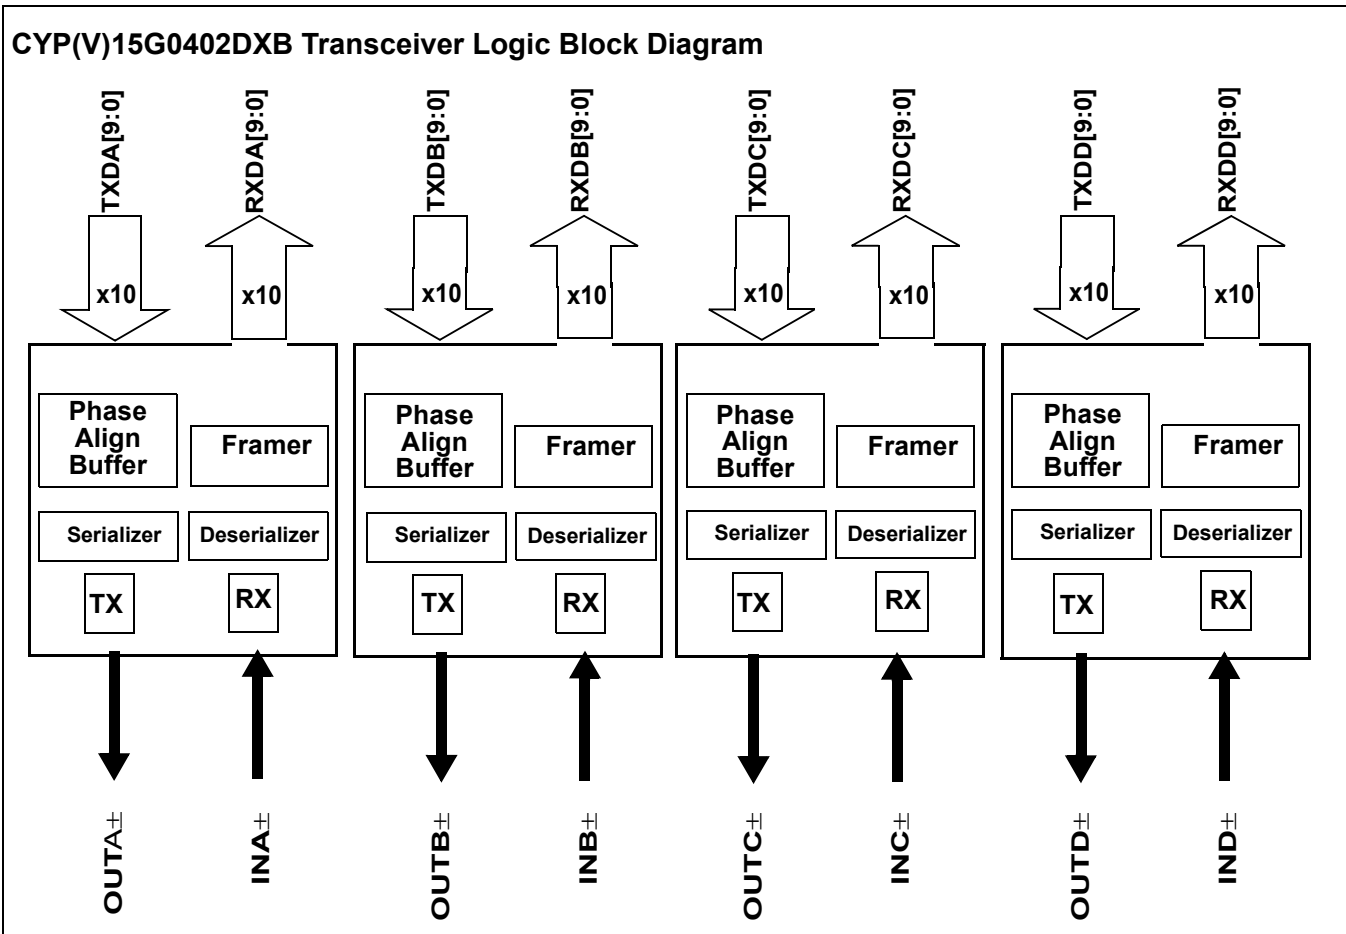 CYP(V)15G0402DXB Transceiver Logic Block Diagram
TXDA[9:0]
RXDA[9:0]
TXDB[9:0]
RXDB[9:0]
TXDC[9:0]
RXDC[9:0]
TXDD[9:0]
RXDD[9:0]
x10
x10
x10
x10
x10
x10
x10
x10
Phase
Align
Buffer
Framer
Phase
Align
Buffer
Framer
Phase
Align
Buffer
Framer
Phase
Align
Buffer
Framer
Serializer
Deserializer
Serializer
Deserializer
Serializer
Deserializer
Serializer
Deserializer
TX
RX
TX
RX
TX
RX
TX
RX
OUTA±
INA±
OUTB±
INB±
OUTC±
INC±
OUTD±
IND±